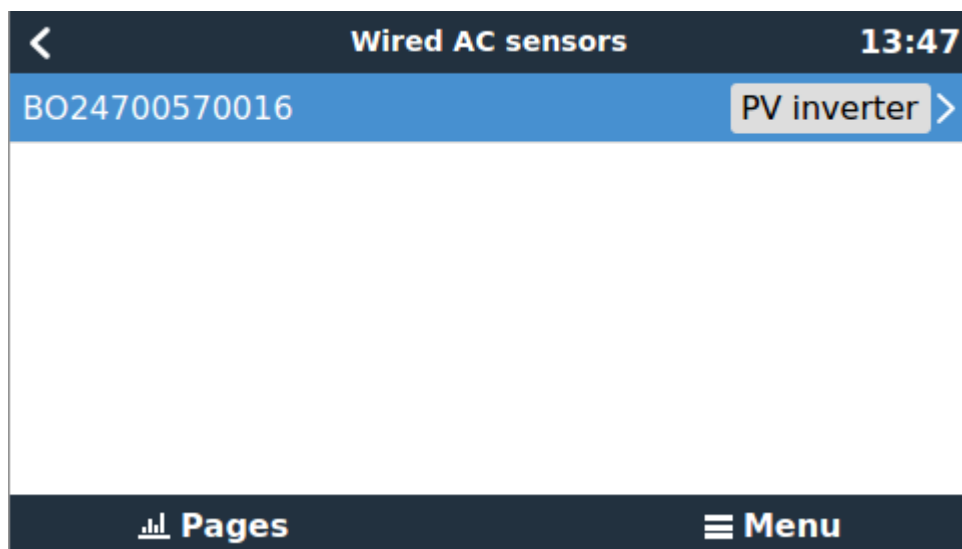 Wired AC sensors 13:47
BO24700570016 PV inverter
Pages Menu